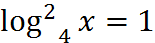 log²₄ x = 1